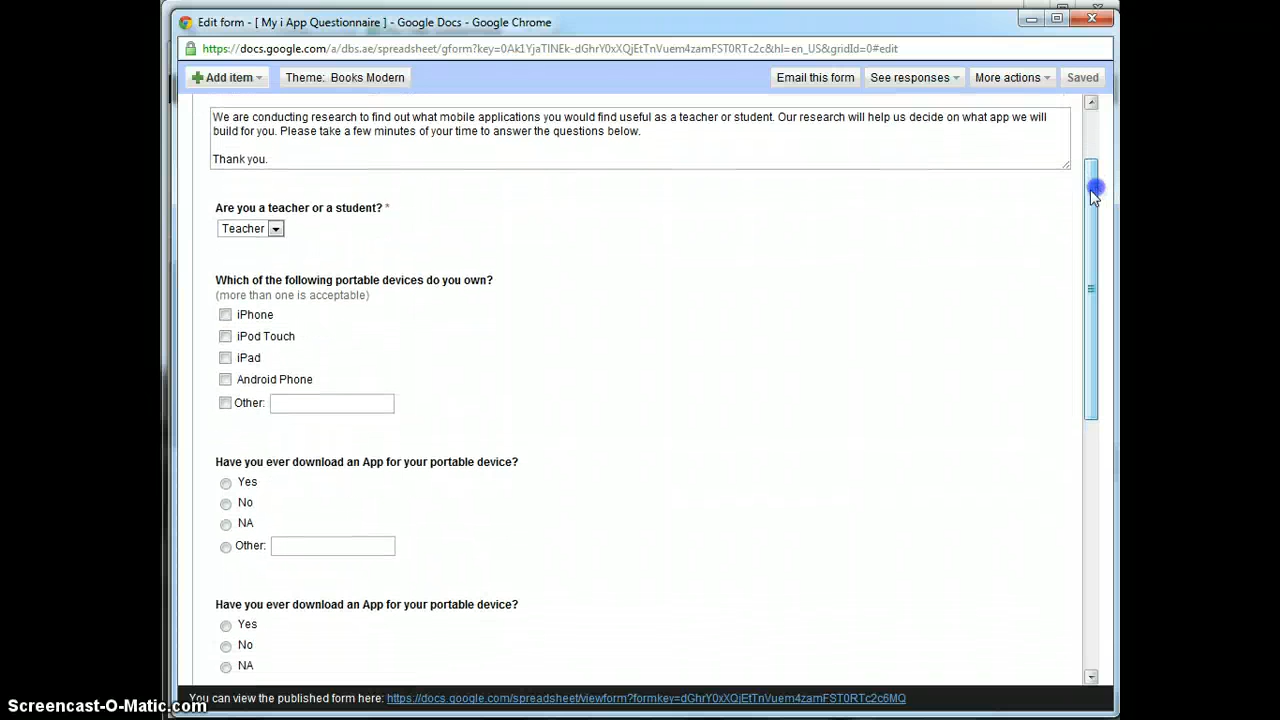 Edit form - [ My i App Questionnaire ] - Google Docs - Google Chrome
https://docs.google.com/a/dbs.ae/spreadsheet/gform?key=0Ak1YjaTlNEk-dGhrY0xXQjEtTnVuem4zamFST0RTc2c&hl=en_US&gridId=0#edit
Add item Theme: Books Modern Email this form See responses More actions Saved
We are conducting research to find out what mobile applications you would find useful as a teacher or student. Our research will help us decide on what app we will
build for you. Please take a few minutes of your time to answer the questions below.
Thank you.
Are you a teacher or a student? *
Teacher
Which of the following portable devices do you own?
(more than one is acceptable)
iPhone
iPod Touch
iPad
Android Phone
Other:
Have you ever download an App for your portable device?
Yes
No
NA
Other:
Have you ever download an App for your portable device?
Yes
No
NA
You can view the published form here: https://docs.google.com/spreadsheet/viewform?formkey=dGhrY0xXQjEtTnVuem4zamFST0RTc2c6MQ
Screencast-O-Matic.com